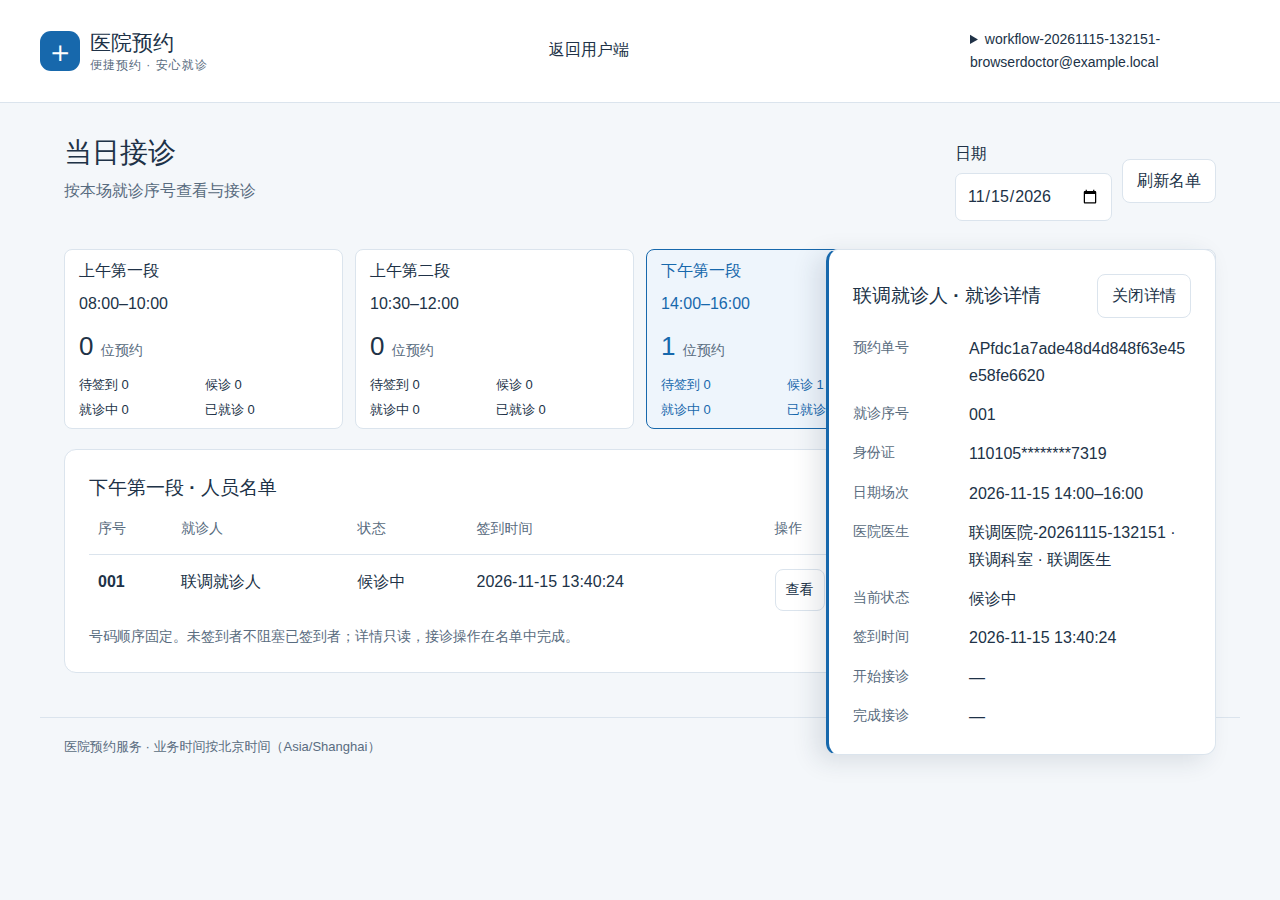 医院预约
便捷预约 · 安心就诊
返回用户端
workflow-20261115-132151-
browserdoctor@example.local
当日接诊
按本场就诊序号查看与接诊
日期
11/15/2026
刷新名单
上午第一段
08:00–10:00
0 位预约
待签到 0 候诊 0
就诊中 0 已就诊 0
上午第二段
10:30–12:00
0 位预约
待签到 0 候诊 0
就诊中 0 已就诊 0
下午第一段
14:00–16:00
1 位预约
待签到 0 候诊 1
就诊中 0 已就诊
下午第一段 · 人员名单
序号 就诊人 状态 签到时间 操作
001 联调就诊人 候诊中 2026-11-15 13:40:24 查看
号码顺序固定。未签到者不阻塞已签到者；详情只读，接诊操作在名单中完成。
联调就诊人 · 就诊详情
关闭详情
预约单号 APfdc1a7ade48d4d848f63e45
e58fe6620
就诊序号 001
身份证 110105********7319
日期场次 2026-11-15 14:00–16:00
医院医生 联调医院-20261115-132151 ·
联调科室 · 联调医生
当前状态 候诊中
签到时间 2026-11-15 13:40:24
开始接诊 —
完成接诊 —
医院预约服务 · 业务时间按北京时间（Asia/Shanghai）